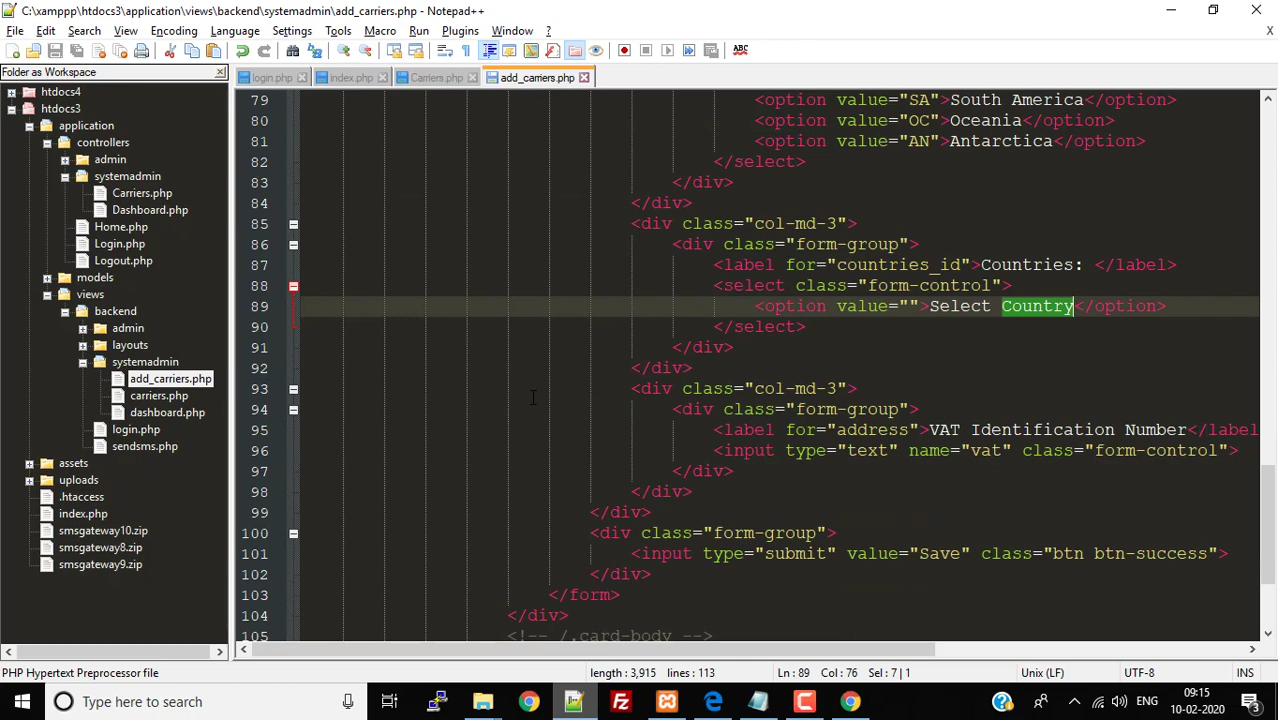 C:\xamppp\htdocs3\application\views\backend\systemadmin\add_carriers.php - Notepad++
File Edit Search View Encoding Language Settings Tools Macro Run Plugins Window ?
X
ABC
Folder as Workspace
login.php index.php Carriers.php add_carriers.php
htdocs4
htdocs3
application
controllers
admin
systemadmin
Carriers.php
Dashboard.php
Home.php
Login.php
Logout.php
models
views
backend
admin
layouts
systemadmin
add_carriers.php
carriers.php
dashboard.php
login.php
sendsms.php
assets
uploads
.htaccess
index.php
smsgateway10.zip
smsgateway8.zip
smsgateway9.zip
79 <option value="SA">South America</option>
80 <option value="OC">Oceania</option>
81 <option value="AN">Antarctica</option>
82 </select>
83 </div>
84 </div>
85 <div class="col-md-3">
86 <div class="form-group">
87 <label for="countries_id">Countries: </label>
88 <select class="form-control">
89 <option value="">Select Country</option>
90 </select>
91 </div>
92 </div>
93 <div class="col-md-3">
94 <div class="form-group">
95 <label for="address">VAT Identification Number</label
96 <input type="text" name="vat" class="form-control">
97 </div>
98 </div>
99 </div>
100 <div class="form-group">
101 <input type="submit" value="Save" class="btn btn-success">
102 </div>
103 </form>
104 </div>
105 <!-- /.card-body -->
PHP Hypertext Preprocessor file length : 3,915 lines : 113 Ln : 89 Col : 76 Sel : 7 | 1 Unix (LF) UTF-8 INS
Type here to search
ENG
09:15
10-02-2020
3